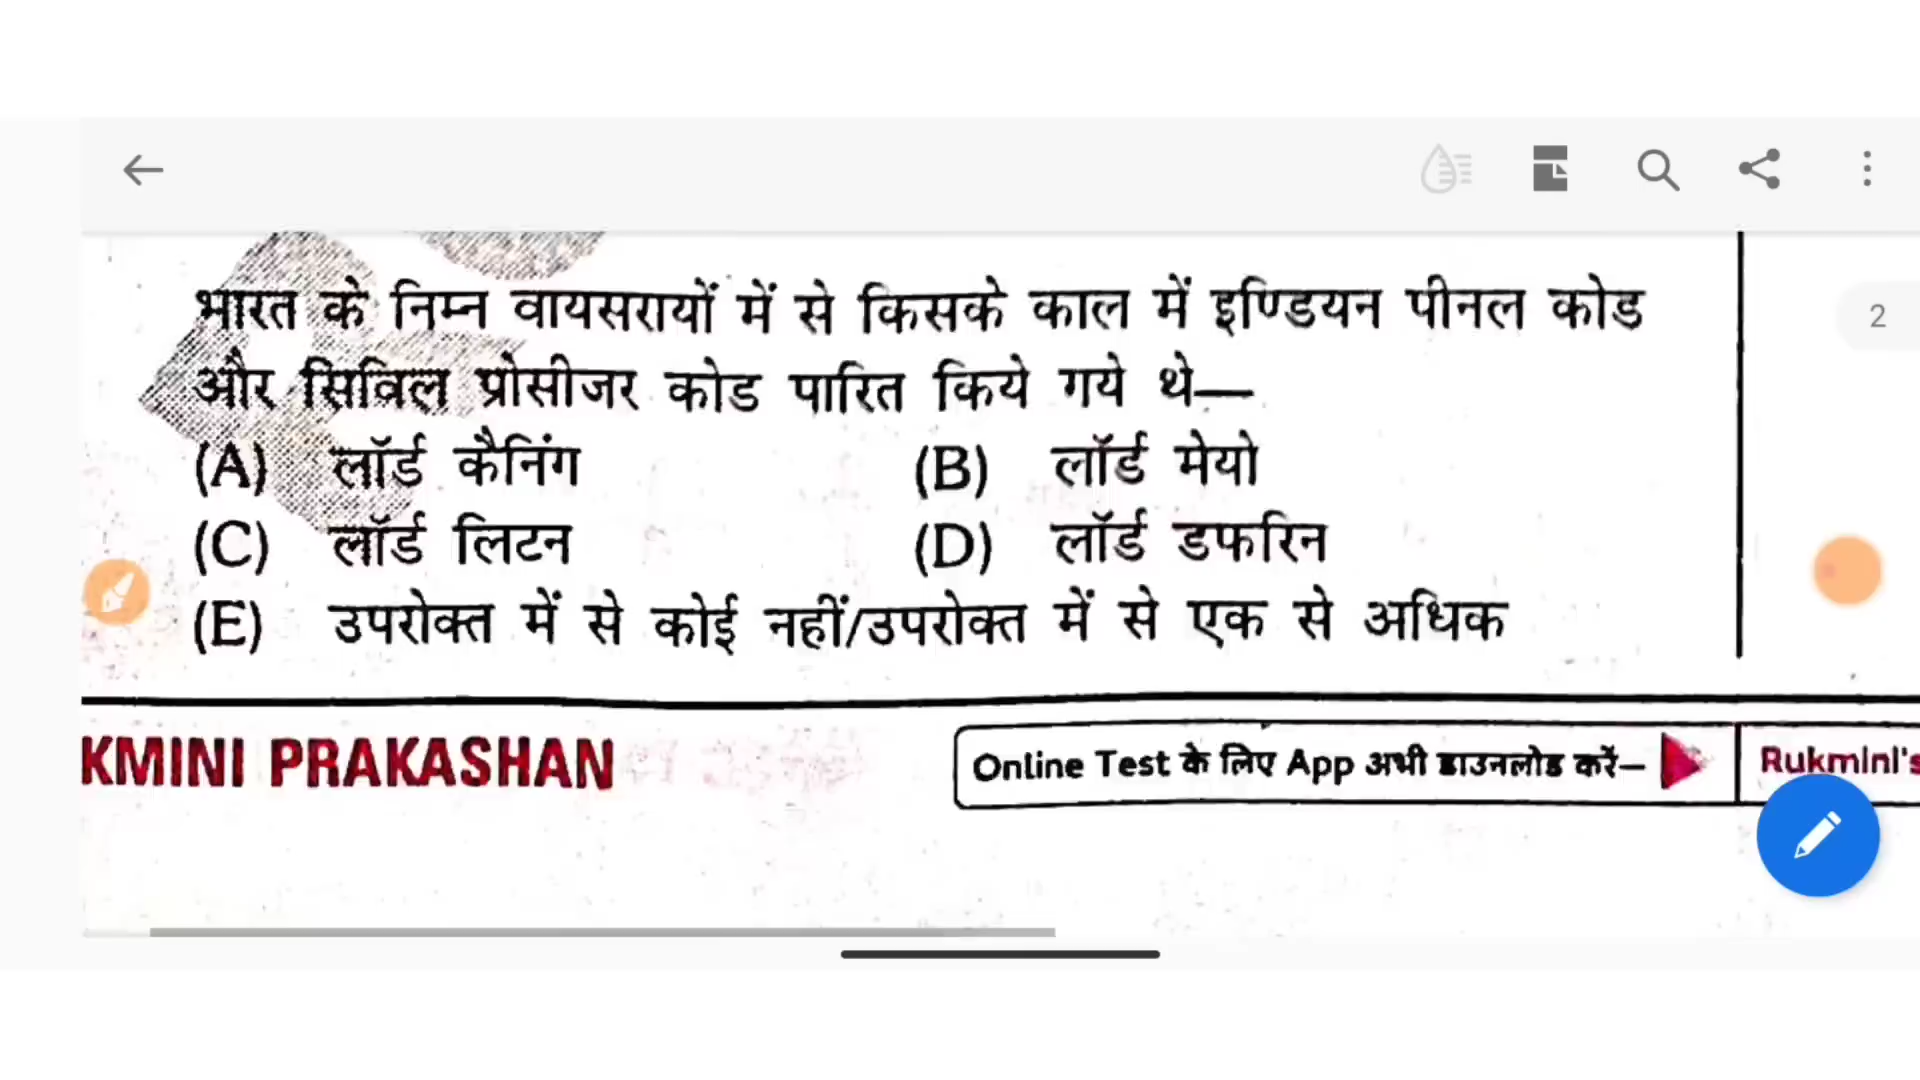 2
भारत के निम्न वायसरायों में से किसके काल में इण्डियन पीनल कोड
और सिविल प्रोसीजर कोड पारित किये गये थे—
(A) लॉर्ड कैनिंग (B) लॉर्ड मेयो
(C) लॉर्ड लिटन (D) लॉर्ड डफरिन
(E) उपरोक्त में से कोई नहीं/उपरोक्त में से एक से अधिक
KMINI PRAKASHAN
Online Test के लिए App अभी डाउनलोड करें—
Rukmini's